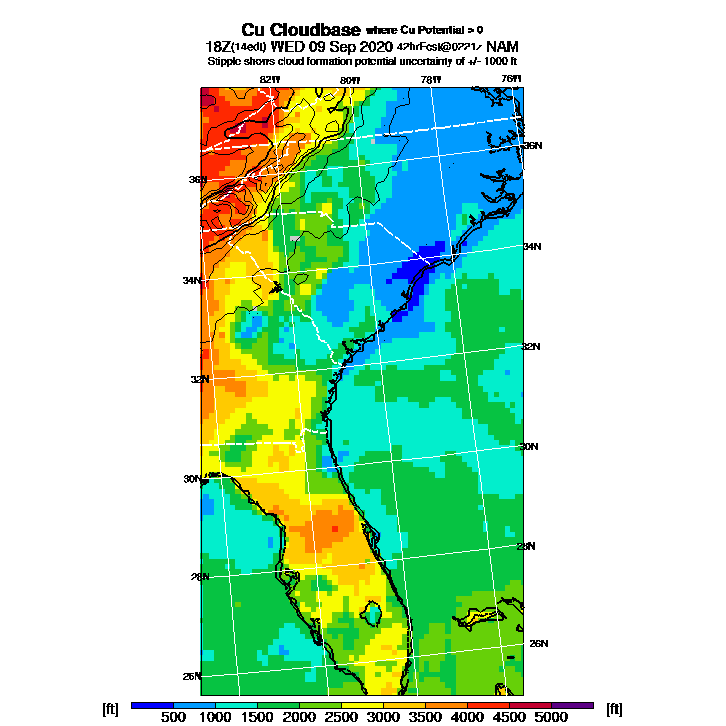 Cu Cloudbase where Cu Potential > 0
18Z(14edt) WED 09 Sep 2020 42hrFcst@0221z NAM
Stipple shows cloud formation potential uncertainty of +/- 1000 ft
82W 80W 78W 76W
36N
36N
34N
34N
32N
32N
30N
30N
28N
28N
26N
26N
[ft] 500 1000 1500 2000 2500 3000 3500 4000 4500 5000 [ft]